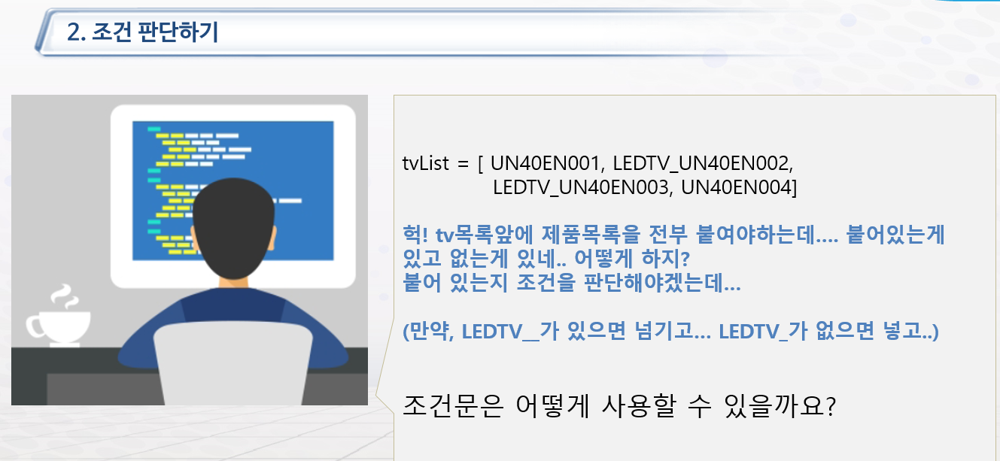 2. 조건 판단하기
tvList = [ UN40EN001, LEDTV_UN40EN002,
LEDTV_UN40EN003, UN40EN004]
헉! tv목록앞에 제품목록을 전부 붙여야하는데.... 붙어있는게
있고 없는게 있네.. 어떻게 하지?
붙어 있는지 조건을 판단해야겠는데...
(만약, LEDTV__가 있으면 넘기고... LEDTV_가 없으면 넣고..)
조건문은 어떻게 사용할 수 있을까요?